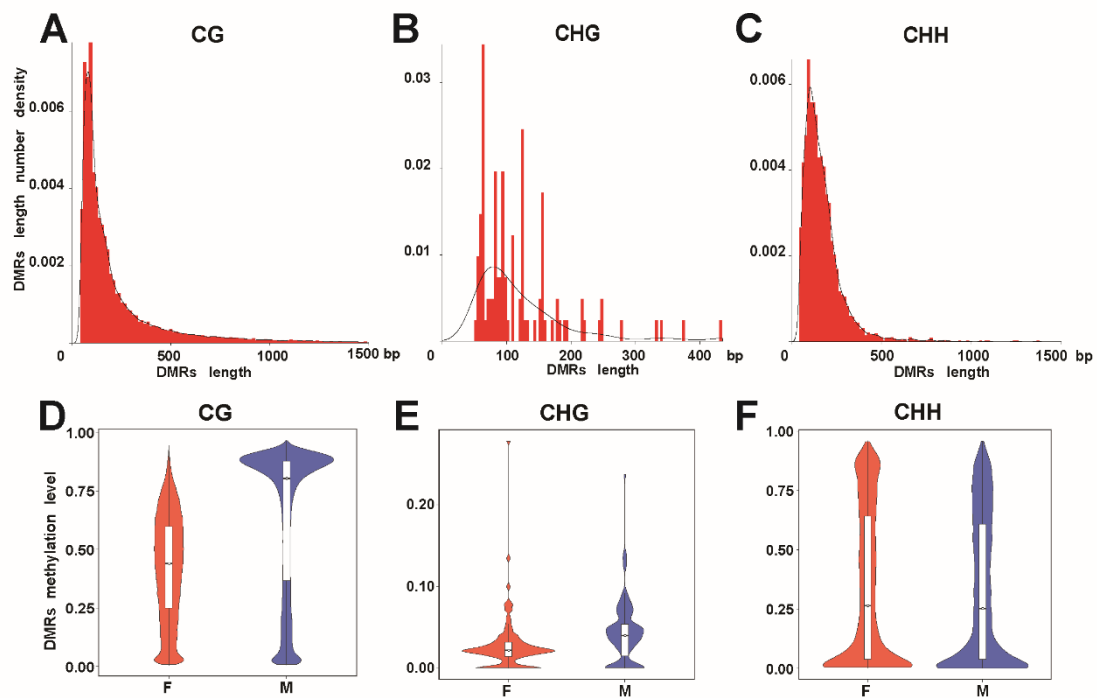 A
CG
DMRs length number density
0.006
0.004
0.002
0
500
1000
1500 bp
DMRs length
B
CHG
0.03
0.02
0.01
0
100
200
300
400 bp
DMRs length
C
CHH
0.006
0.004
0.002
0
500
1000
1500 bp
DMRs length
D
CG
DMRs methylation level
1.00
0.75
0.50
0.25
0.00
F
M
E
CHG
0.20
0.10
0.00
F
M
F
CHH
1.00
0.75
0.50
0.25
0.00
F
M